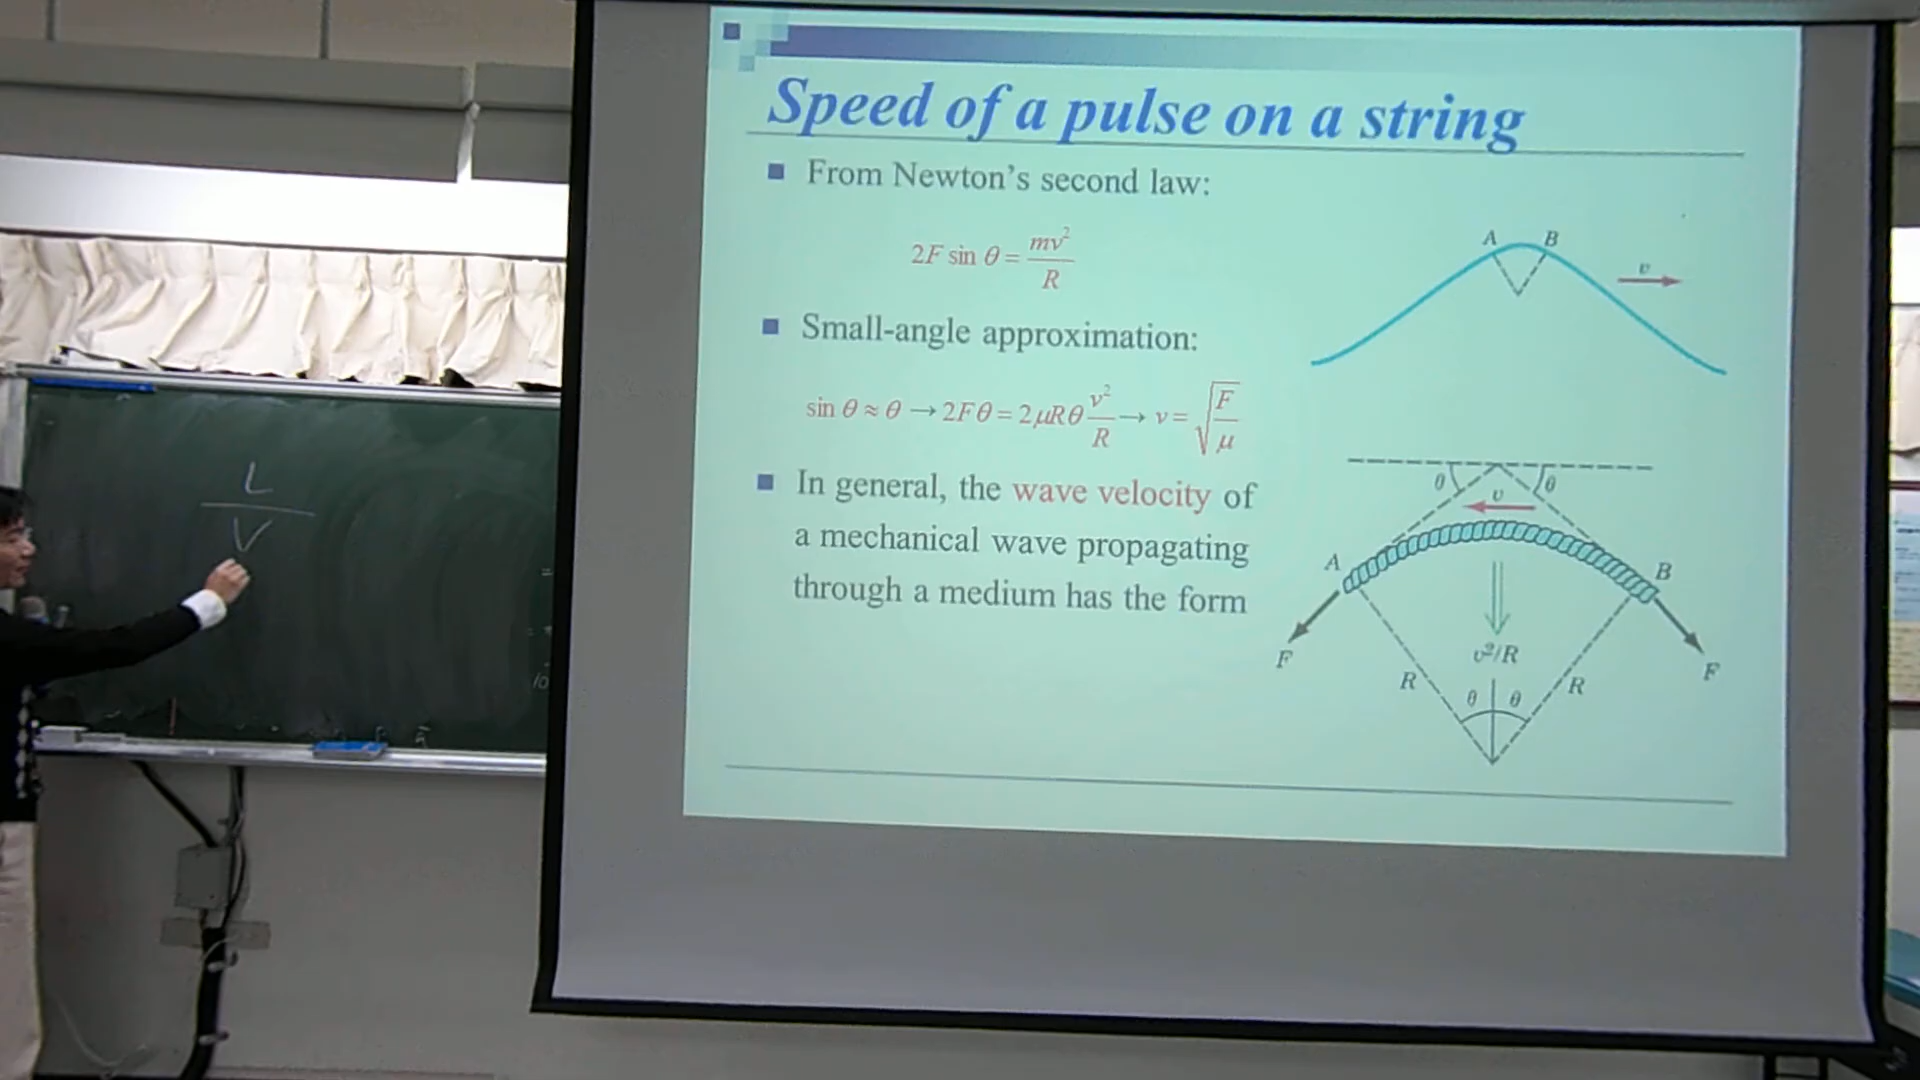 Speed of a pulse on a string
From Newton's second law:
2F sin θ = mv²/R
Small-angle approximation:
sin θ ≈ θ → 2Fθ = 2μRθ v²/R → v = √(F/μ)
In general, the wave velocity of
a mechanical wave propagating
through a medium has the form
A B
v
θ θ
v
A B
F F
v²/R
R R
θ θ
L
V
10